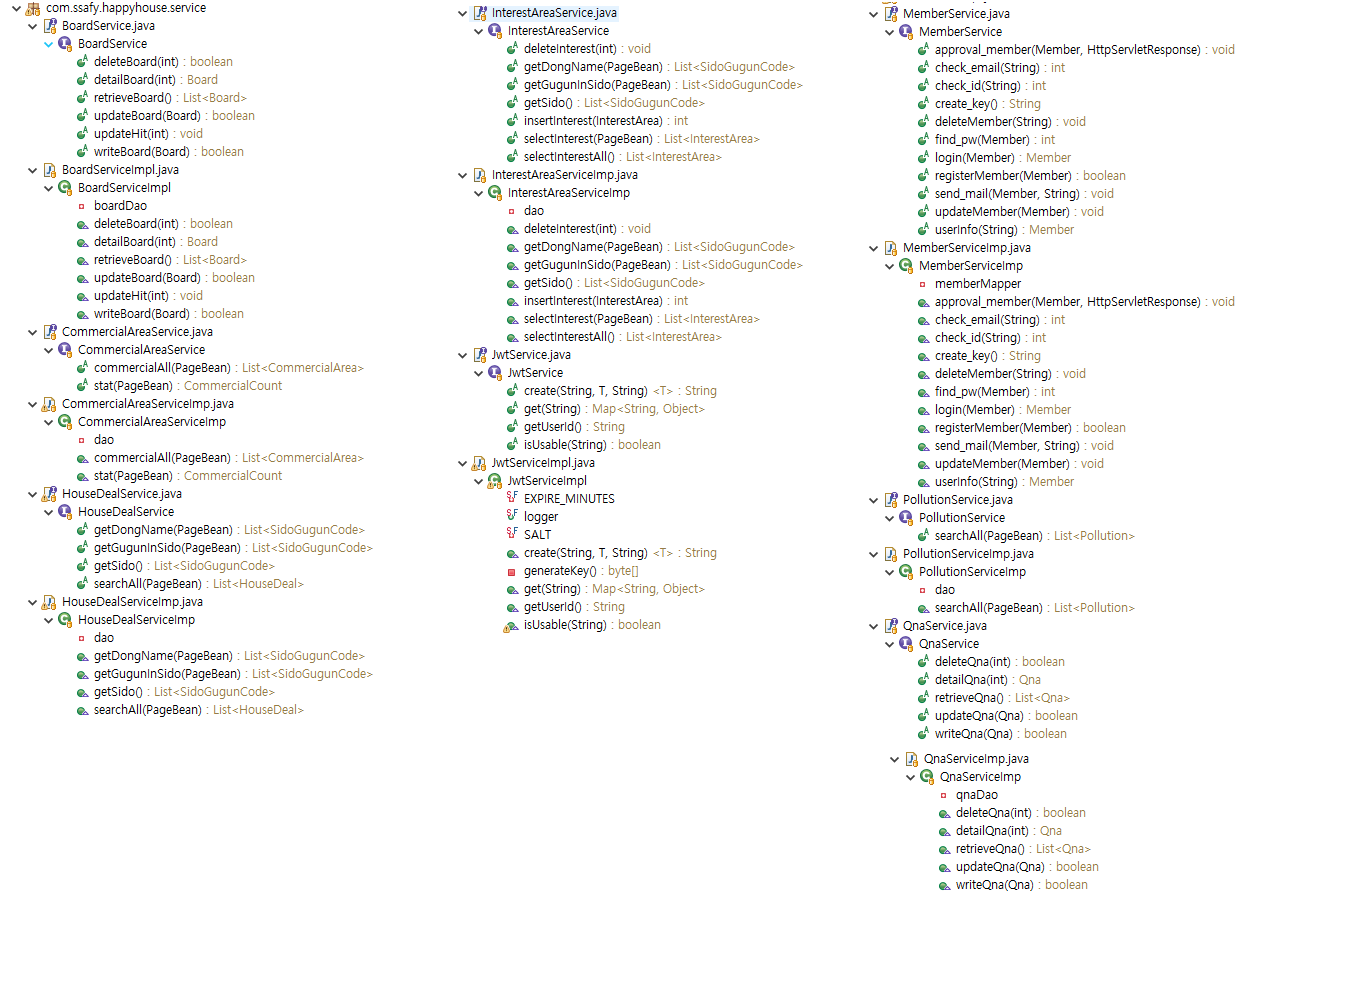 com.ssafy.happyhouse.service
BoardService.java
BoardService
deleteBoard(int) : boolean
detailBoard(int) : Board
retrieveBoard() : List<Board>
updateBoard(Board) : boolean
updateHit(int) : void
writeBoard(Board) : boolean
BoardServiceImpl.java
BoardServiceImpl
boardDao
deleteBoard(int) : boolean
detailBoard(int) : Board
retrieveBoard() : List<Board>
updateBoard(Board) : boolean
updateHit(int) : void
writeBoard(Board) : boolean
CommercialAreaService.java
CommercialAreaService
commercialAll(PageBean) : List<CommercialArea>
stat(PageBean) : CommercialCount
CommercialAreaServiceImp.java
CommercialAreaServiceImp
dao
commercialAll(PageBean) : List<CommercialArea>
stat(PageBean) : CommercialCount
HouseDealService.java
HouseDealService
getDongName(PageBean) : List<SidoGugunCode>
getGugunInSido(PageBean) : List<SidoGugunCode>
getSido() : List<SidoGugunCode>
searchAll(PageBean) : List<HouseDeal>
HouseDealServiceImp.java
HouseDealServiceImp
dao
getDongName(PageBean) : List<SidoGugunCode>
getGugunInSido(PageBean) : List<SidoGugunCode>
getSido() : List<SidoGugunCode>
searchAll(PageBean) : List<HouseDeal>
InterestAreaService.java
InterestAreaService
deleteInterest(int) : void
getDongName(PageBean) : List<SidoGugunCode>
getGugunInSido(PageBean) : List<SidoGugunCode>
getSido() : List<SidoGugunCode>
insertInterest(InterestArea) : int
selectInterest(PageBean) : List<InterestArea>
selectInterestAll() : List<InterestArea>
InterestAreaServiceImp.java
InterestAreaServiceImp
dao
deleteInterest(int) : void
getDongName(PageBean) : List<SidoGugunCode>
getGugunInSido(PageBean) : List<SidoGugunCode>
getSido() : List<SidoGugunCode>
insertInterest(InterestArea) : int
selectInterest(PageBean) : List<InterestArea>
selectInterestAll() : List<InterestArea>
JwtService.java
JwtService
create(String, T, String) <T> : String
get(String) : Map<String, Object>
getUserId() : String
isUsable(String) : boolean
JwtServiceImpl.java
JwtServiceImpl
EXPIRE_MINUTES
logger
SALT
create(String, T, String) <T> : String
generateKey() : byte[]
get(String) : Map<String, Object>
getUserId() : String
isUsable(String) : boolean
MemberService.java
MemberService
approval_member(Member, HttpServletResponse) : void
check_email(String) : int
check_id(String) : int
create_key() : String
deleteMember(String) : void
find_pw(Member) : int
login(Member) : Member
registerMember(Member) : boolean
send_mail(Member, String) : void
updateMember(Member) : void
userInfo(String) : Member
MemberServiceImp.java
MemberServiceImp
memberMapper
approval_member(Member, HttpServletResponse) : void
check_email(String) : int
check_id(String) : int
create_key() : String
deleteMember(String) : void
find_pw(Member) : int
login(Member) : Member
registerMember(Member) : boolean
send_mail(Member, String) : void
updateMember(Member) : void
userInfo(String) : Member
PollutionService.java
PollutionService
searchAll(PageBean) : List<Pollution>
PollutionServiceImp.java
PollutionServiceImp
dao
searchAll(PageBean) : List<Pollution>
QnaService.java
QnaService
deleteQna(int) : boolean
detailQna(int) : Qna
retrieveQna() : List<Qna>
updateQna(Qna) : boolean
writeQna(Qna) : boolean
QnaServiceImp.java
QnaServiceImp
qnaDao
deleteQna(int) : boolean
detailQna(int) : Qna
retrieveQna() : List<Qna>
updateQna(Qna) : boolean
writeQna(Qna) : boolean